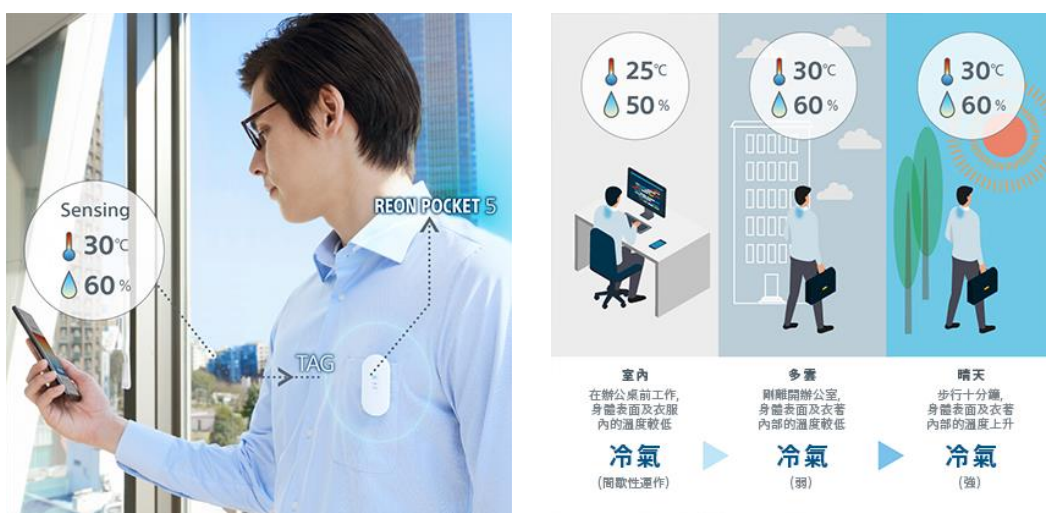 Sensing
30℃
60 %
REON POCKET 5
TAG
25℃
50 %
30℃
60 %
30℃
60 %
室內
在辦公桌前工作,
身體表面及衣服
內的溫度較低
冷氣
(間歇性運作)
多雲
剛離開辦公室,
身體表面及衣著
內部的溫度較低
冷氣
(弱)
晴天
步行十分鐘,
身體表面及衣著
內部的溫度上升
冷氣
(強)